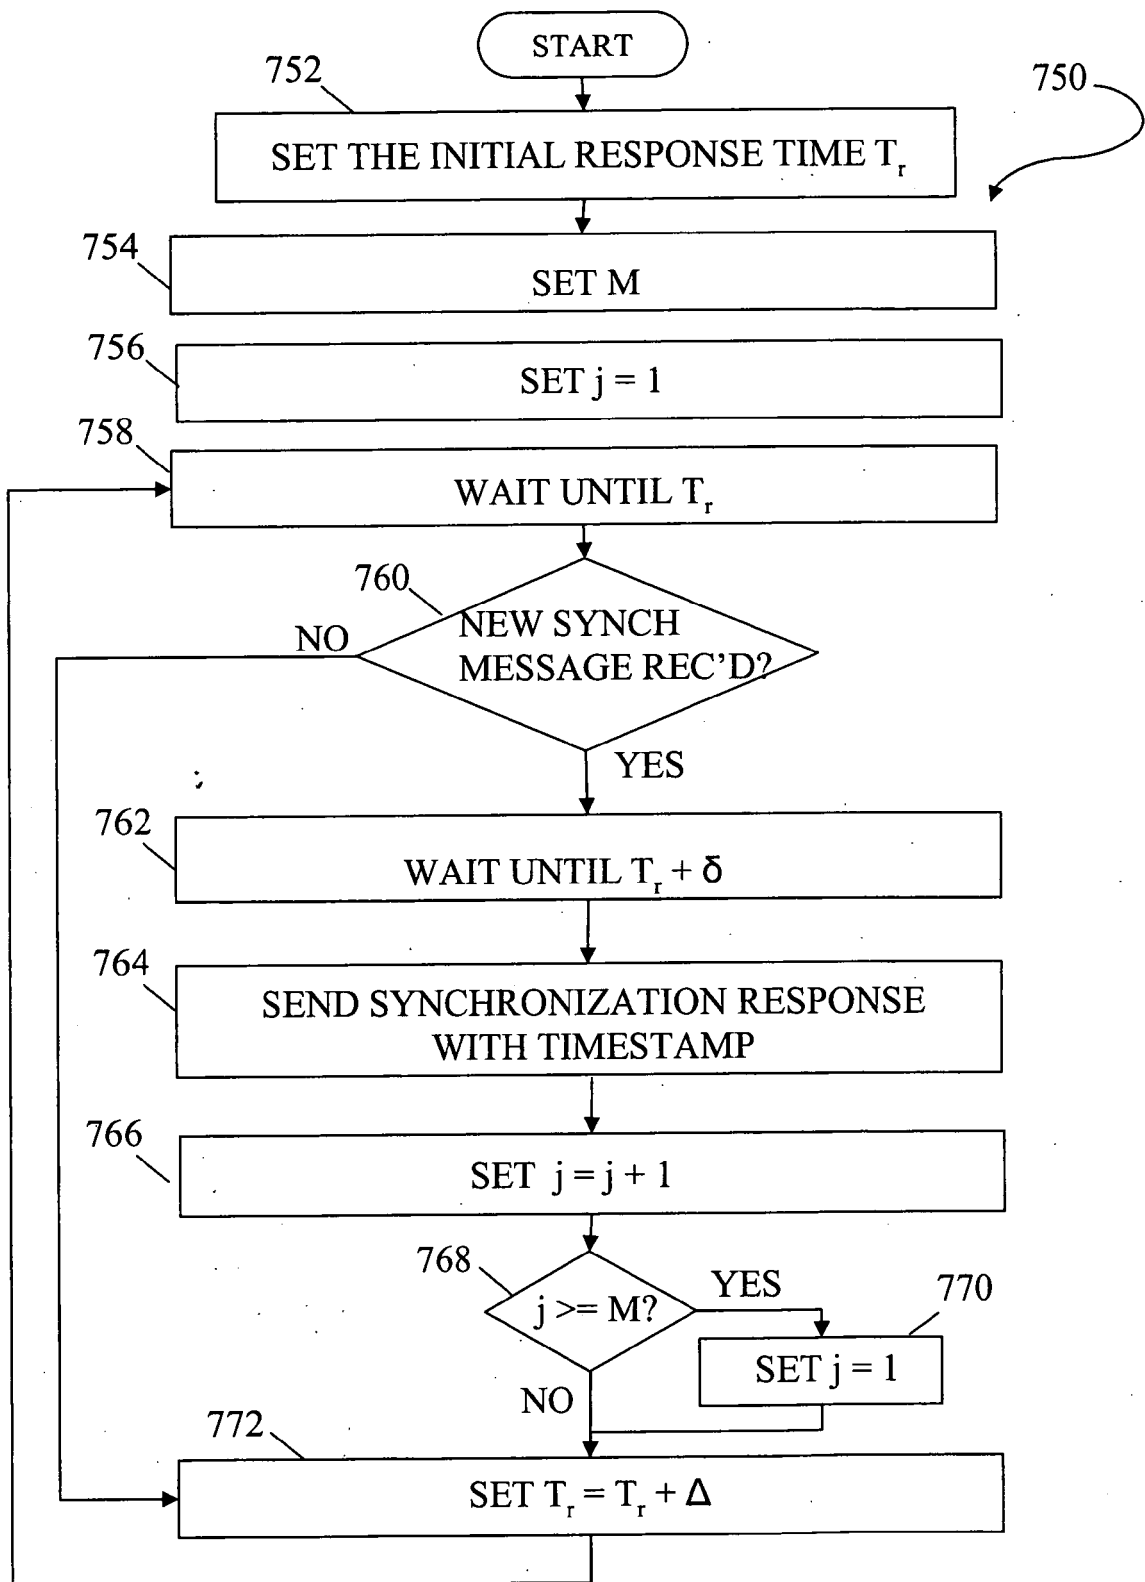 START
752
750
SET THE INITIAL RESPONSE TIME Tr
754
SET M
756
SET j = 1
758
WAIT UNTIL Tr
760
NEW SYNCH
MESSAGE REC'D?
NO
YES
762
WAIT UNTIL Tr + δ
764
SEND SYNCHRONIZATION RESPONSE
WITH TIMESTAMP
766
SET j = j + 1
768
j >= M?
YES
770
SET j = 1
NO
772
SET Tr = Tr + Δ